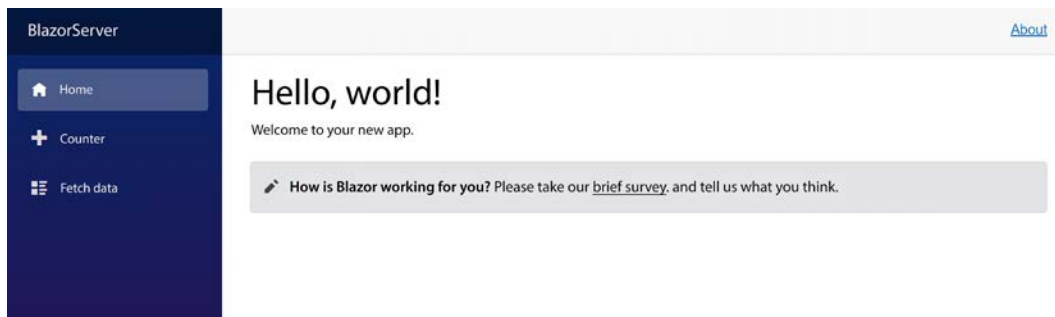 BlazorServer
About
Home
Counter
Fetch data
Hello, world!
Welcome to your new app.
How is Blazor working for you? Please take our brief survey. and tell us what you think.